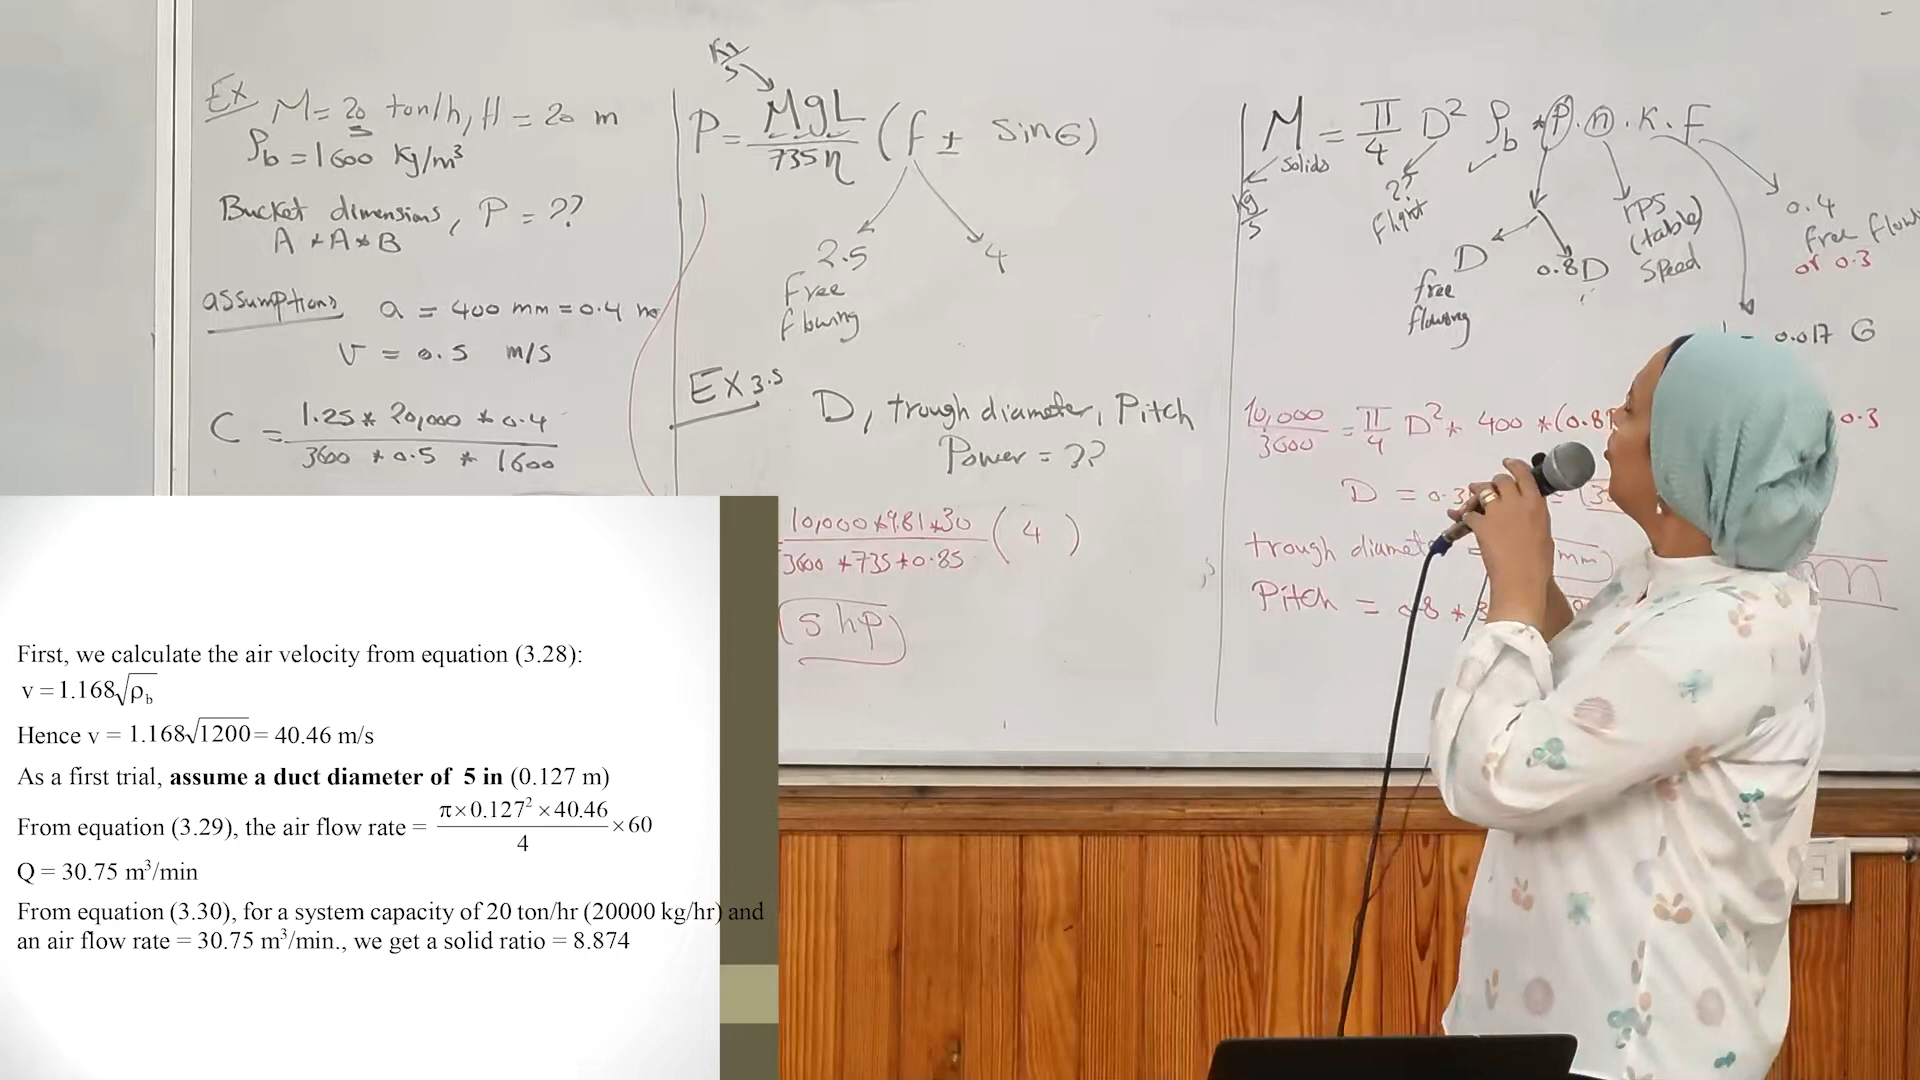 Ex M = 20 ton/h, H = 20 m
ρb = 1600 Kg/m³
Bucket dimensions, P = ??
A * A * B
assumptions a = 400 mm = 0.4 m
v = 0.5 m/s
C = 1.25 * 20,000 * 0.4 / 3600 * 0.5 * 1600
Kg/s
P = MgL / 735η (f ± sinG)
2.5
4
Free
flowing
EX 3.5 D, trough diameter, Pitch
Power = ??
10,000*9.81*30 / 3600*735*0.85 ( 4 )
5 hp
M = π/4 D² ρb * P . n . K . F
solids
kg/s
??
flight
D
0.8D
free
flowing
rps
(table)
speed
0.4
free flow
or 0.3
- 0.017 G
10,000 / 3600 = π/4 D² * 400 * (0.8
0.3
D = 0.3
trough diamet
mm
Pitch = 0.8 * 3
First, we calculate the air velocity from equation (3.28):
v = 1.168√ρb
Hence v = 1.168√1200 = 40.46 m/s
As a first trial, assume a duct diameter of 5 in (0.127 m)
From equation (3.29), the air flow rate = π×0.127²×40.46 / 4 ×60
Q = 30.75 m³/min
From equation (3.30), for a system capacity of 20 ton/hr (20000 kg/hr) and
an air flow rate = 30.75 m³/min., we get a solid ratio = 8.874